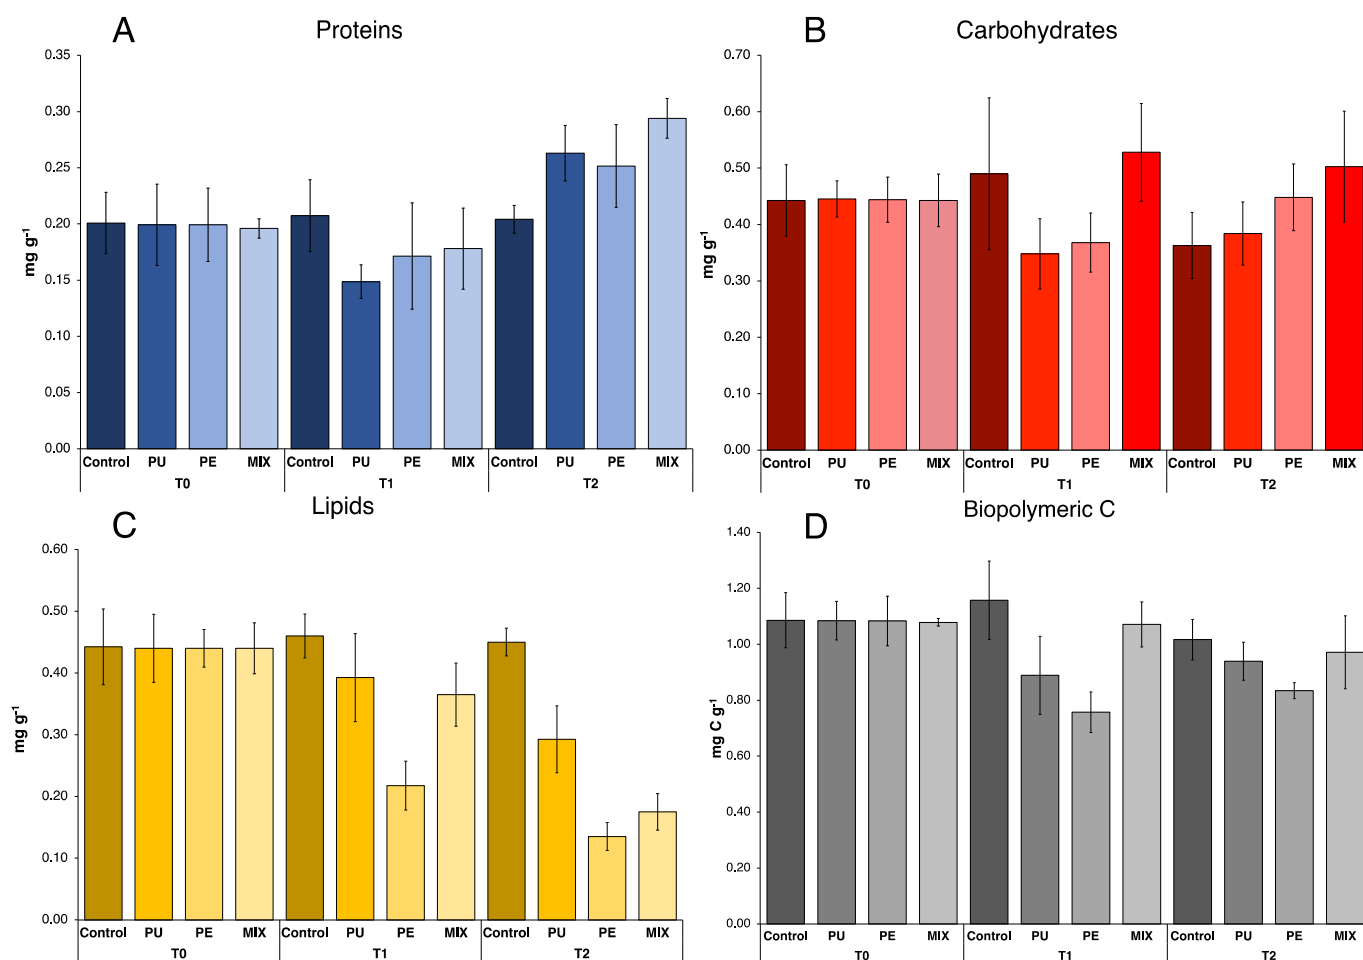 A Proteins
0.35
0.30
0.25
0.20
0.15
0.10
0.05
0.00
mg g-1
Control PU PE MIX Control PU PE MIX Control PU PE MIX
T0 T1 T2
B Carbohydrates
0.70
0.60
0.50
0.40
0.30
0.20
0.10
0.00
mg g-1
Control PU PE MIX Control PU PE MIX Control PU PE MIX
T0 T1 T2
C Lipids
0.60
0.50
0.40
0.30
0.20
0.10
0.00
mg g-1
Control PU PE MIX Control PU PE MIX Control PU PE MIX
T0 T1 T2
D Biopolymeric C
1.40
1.20
1.00
0.80
0.60
0.40
0.20
0.00
mg C g-1
Control PU PE MIX Control PU PE MIX Control PU PE MIX
T0 T1 T2